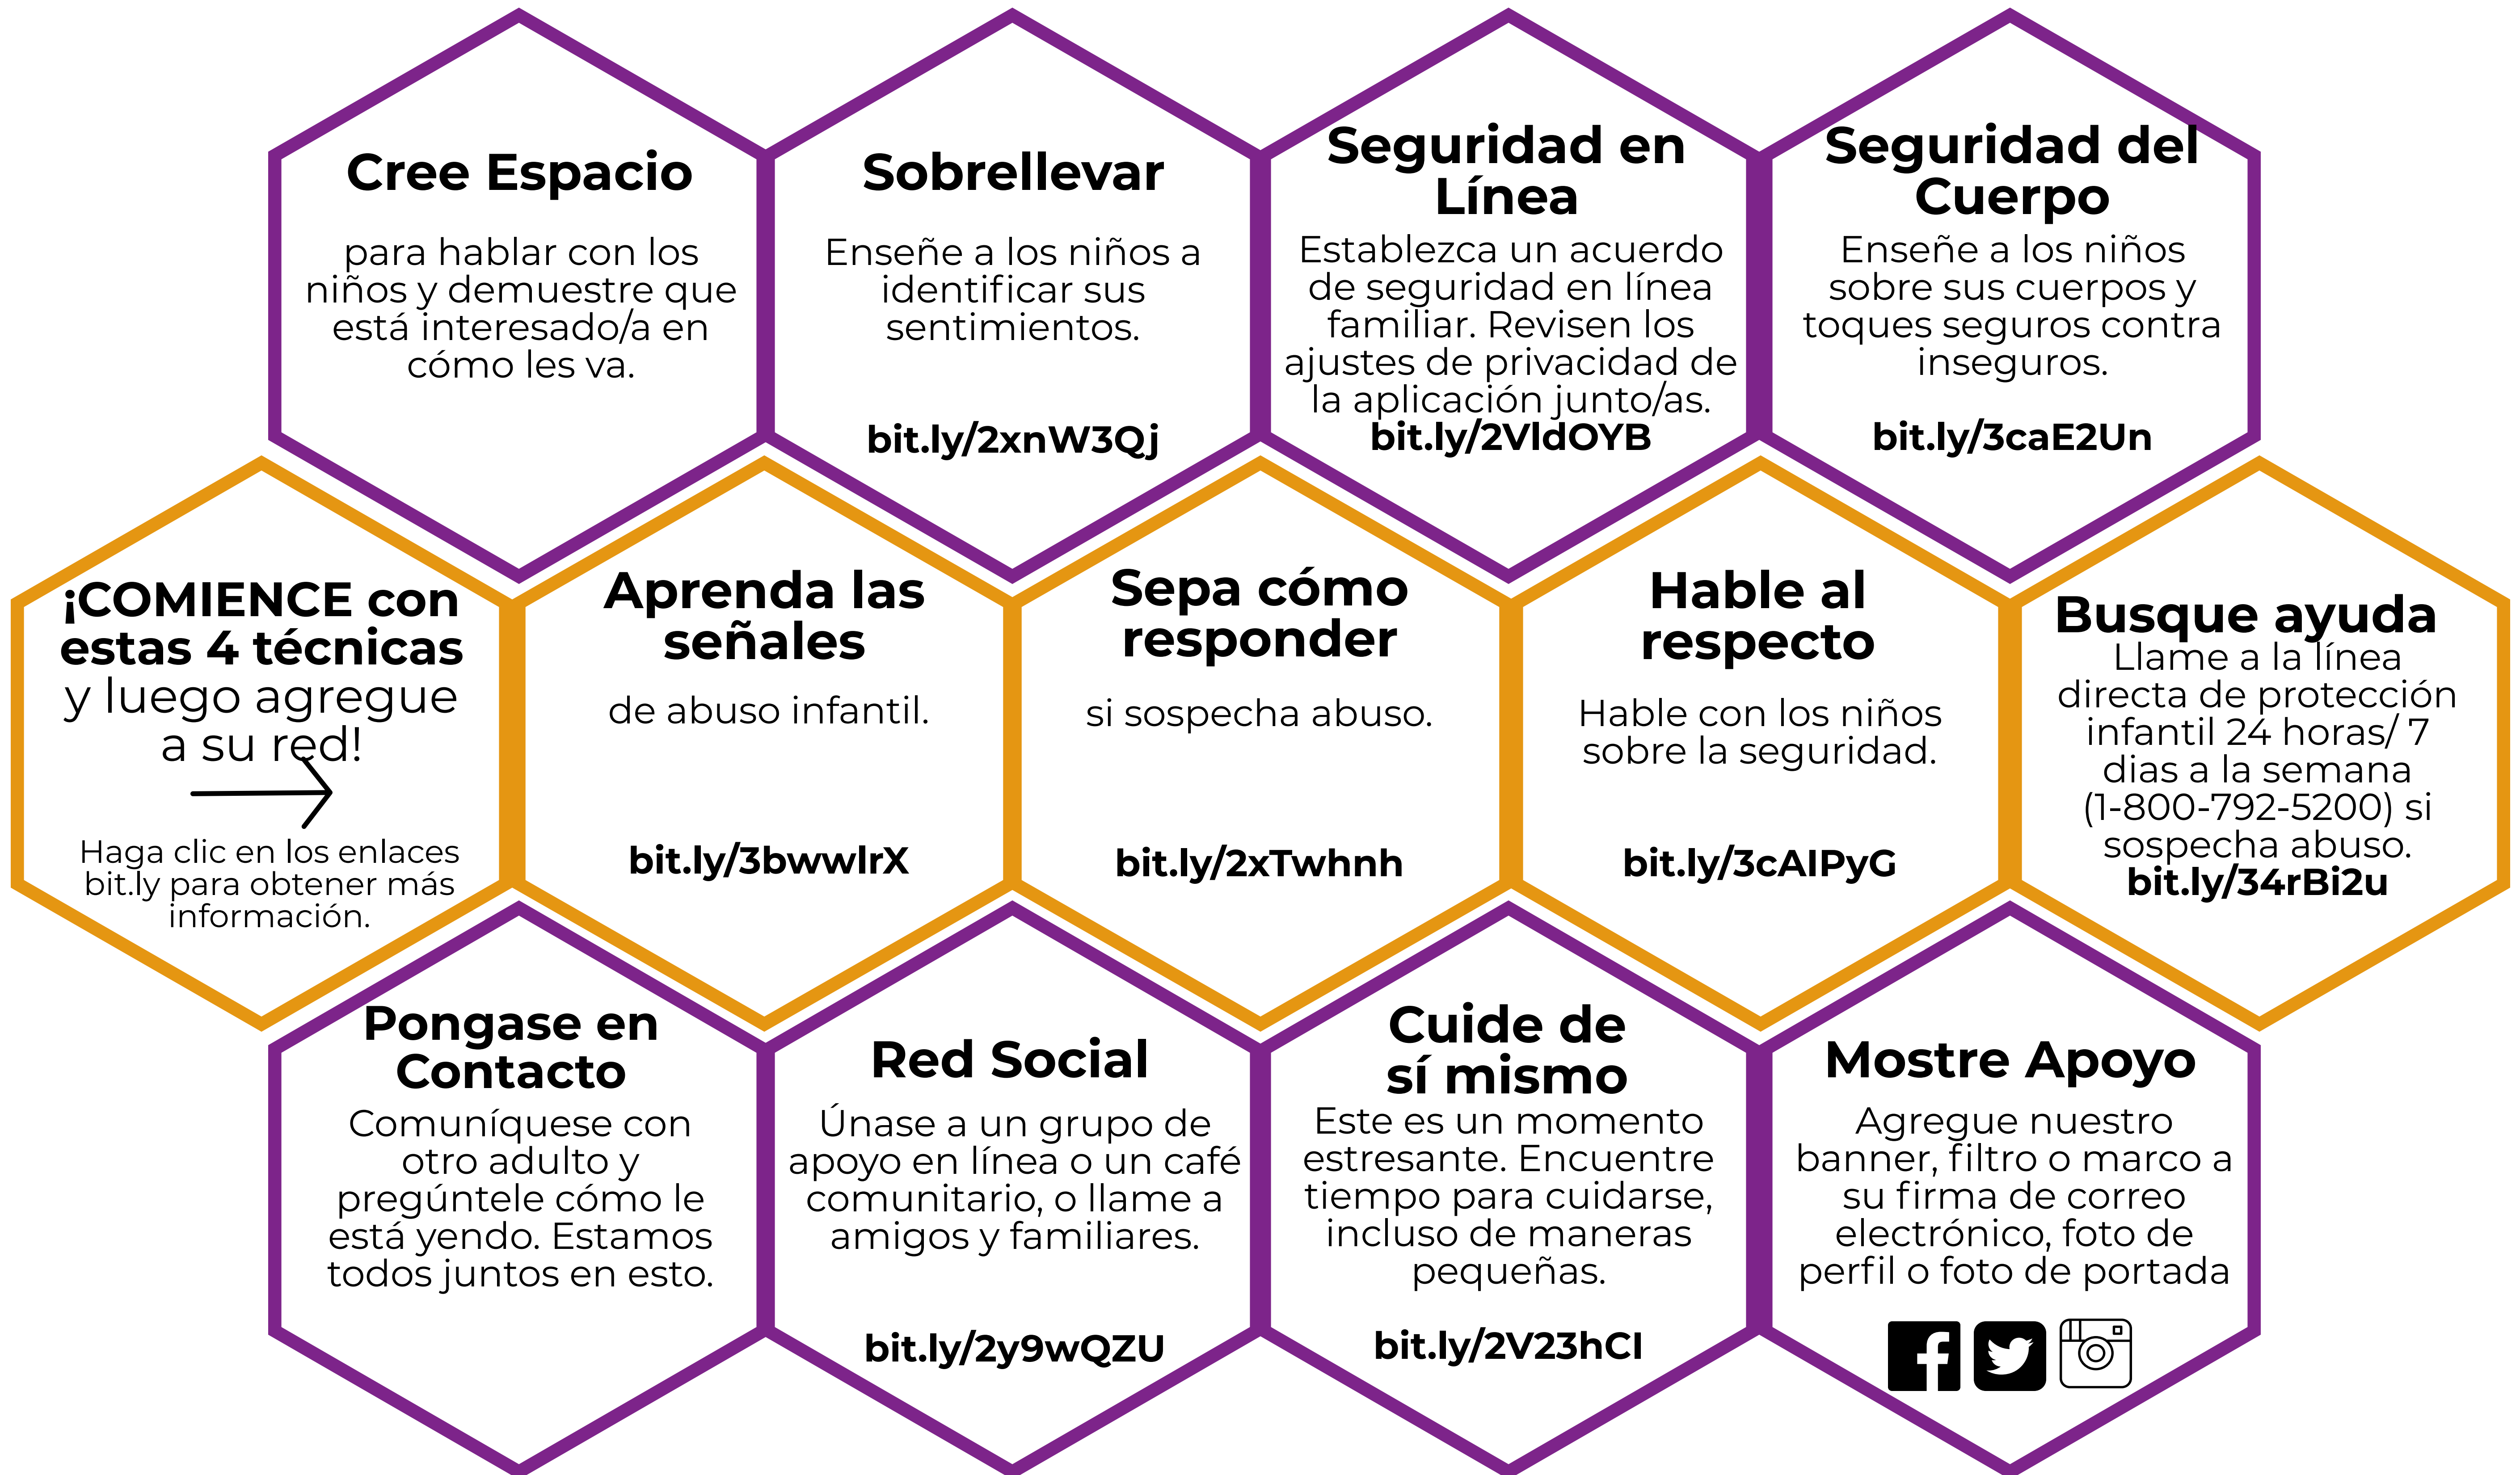 Cree Espacio
para hablar con los
niños y demuestre que
está interesado/a en
cómo les va.
Sobrellevar
Enseñe a los niños a
identificar sus
sentimientos.
bit.ly/2xnW3Qj
Seguridad en
Línea
Establezca un acuerdo
de seguridad en línea
familiar. Revisen los
ajustes de privacidad de
la aplicación junto/as.
bit.ly/2VldOYB
Seguridad del
Cuerpo
Enseñe a los niños
sobre sus cuerpos y
toques seguros contra
inseguros.
bit.ly/3caE2Un
¡COMIENCE con
estas 4 técnicas
y luego agregue
a su red!
Haga clic en los enlaces
bit.ly para obtener más
información.
Aprenda las
señales
de abuso infantil.
bit.ly/3bwwlrX
Sepa cómo
responder
si sospecha abuso.
bit.ly/2xTwhnh
Hable al
respecto
Hable con los niños
sobre la seguridad.
bit.ly/3cAIPyG
Busque ayuda
Llame a la línea
directa de protección
infantil 24 horas/ 7
dias a la semana
(1-800-792-5200) si
sospecha abuso.
bit.ly/34rBi2u
Pongase en
Contacto
Comuníquese con
otro adulto y
pregúntele cómo le
está yendo. Estamos
todos juntos en esto.
Red Social
Únase a un grupo de
apoyo en línea o un café
comunitario, o llame a
amigos y familiares.
bit.ly/2y9wQZU
Cuide de
sí mismo
Este es un momento
estresante. Encuentre
tiempo para cuidarse,
incluso de maneras
pequeñas.
bit.ly/2V23hCI
Mostre Apoyo
Agregue nuestro
banner, filtro o marco a
su firma de correo
electrónico, foto de
perfil o foto de portada